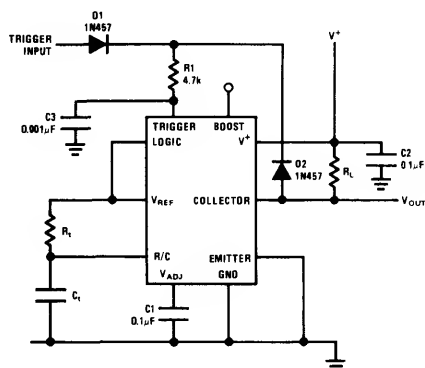 D1
1N457
TRIGGER
INPUT
V+
R1
4.7k
C3
0.001μF
TRIGGER
BOOST
LOGIC
V+
D2
1N457
C2
0.1μF
RL
VREF
COLLECTOR
VOUT
Rt
R/C
EMITTER
VADJ
GND
Ct
C1
0.1μF